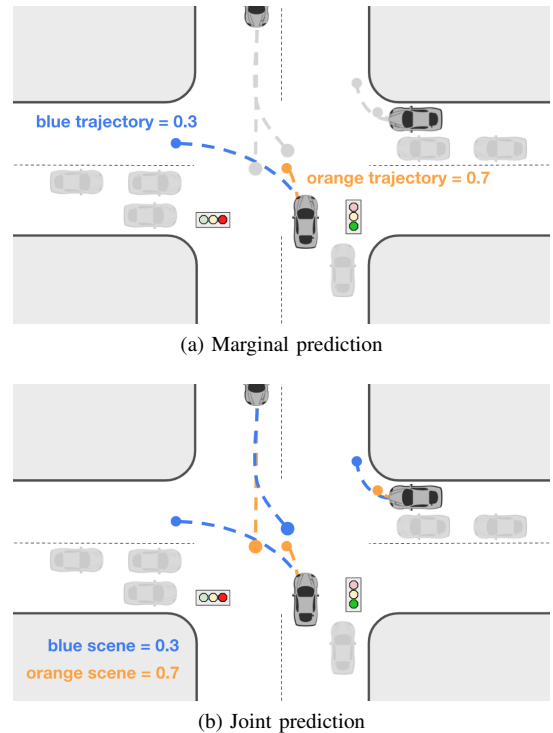 blue trajectory = 0.3
orange trajectory = 0.7
(a) Marginal prediction
blue scene = 0.3
orange scene = 0.7
(b) Joint prediction